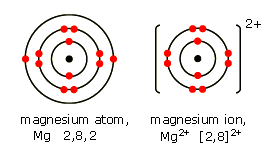 2+
magnesium atom,
Mg 2,8,2
magnesium ion,
Mg²⁺ [2,8]²⁺